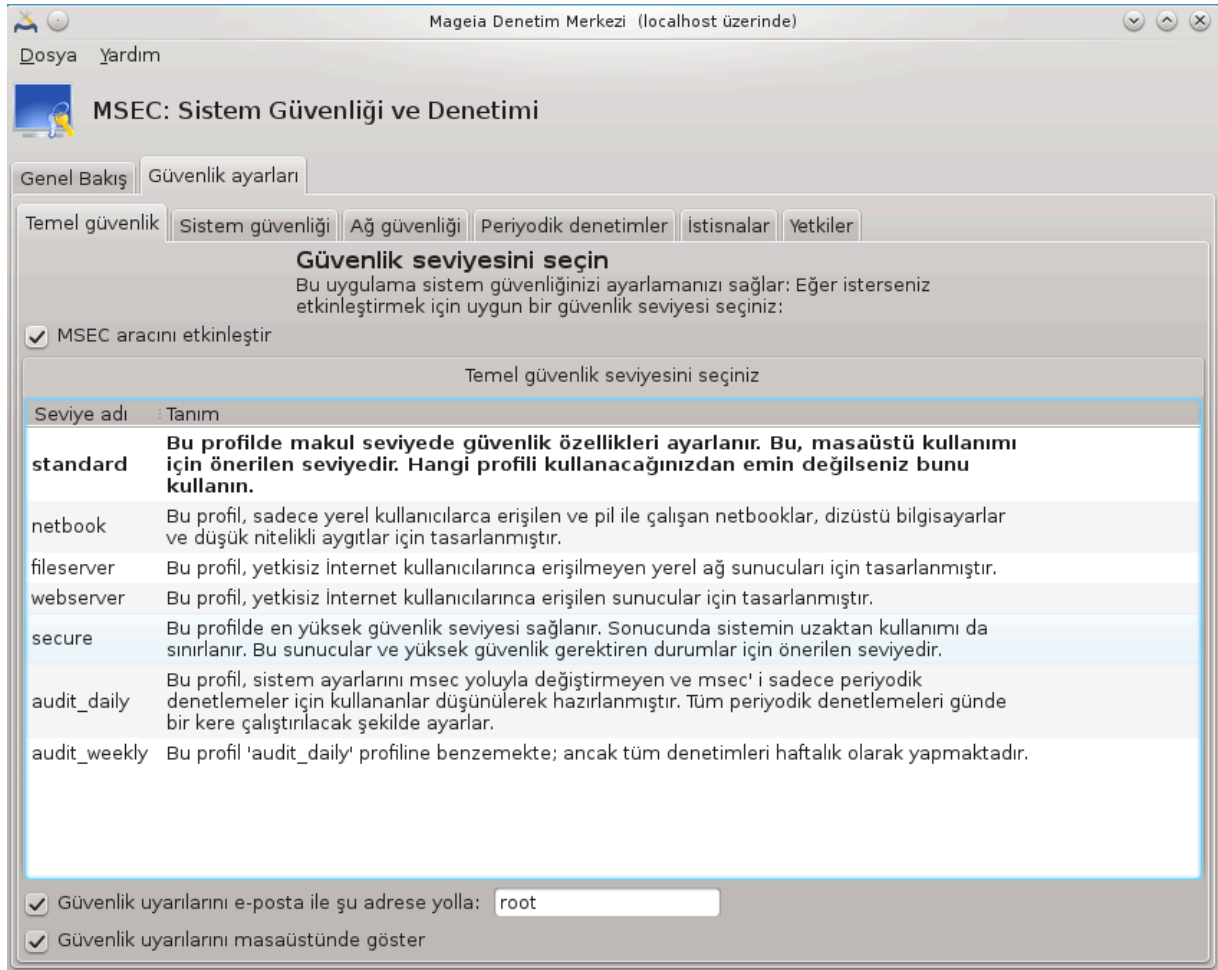 Mageia Denetim Merkezi (localhost üzerinde)
Dosya Yardım
MSEC: Sistem Güvenliği ve Denetimi
Genel Bakış Güvenlik ayarları
Temel güvenlik Sistem güvenliği Ağ güvenliği Periyodik denetimler İstisnalar Yetkiler
Güvenlik seviyesini seçin
Bu uygulama sistem güvenliğinizi ayarlamanızı sağlar: Eğer isterseniz
etkinleştirmek için uygun bir güvenlik seviyesi seçiniz:
MSEC aracını etkinleştir
Temel güvenlik seviyesini seçiniz
Seviye adı Tanım
standard
Bu profilde makul seviyede güvenlik özellikleri ayarlanır. Bu, masaüstü kullanımı
için önerilen seviyedir. Hangi profili kullanacağınızdan emin değilseniz bunu
kullanın.
netbook
Bu profil, sadece yerel kullanıcılarca erişilen ve pil ile çalışan netbooklar, dizüstü bilgisayarlar
ve düşük nitelikli aygıtlar için tasarlanmıştır.
fileserver Bu profil, yetkisiz İnternet kullanıcılarınca erişilmeyen yerel ağ sunucuları için tasarlanmıştır.
webserver Bu profil, yetkisiz İnternet kullanıcılarınca erişilen sunucular için tasarlanmıştır.
secure
Bu profilde en yüksek güvenlik seviyesi sağlanır. Sonucunda sistemin uzaktan kullanımı da
sınırlanır. Bu sunucular ve yüksek güvenlik gerektiren durumlar için önerilen seviyedir.
audit_daily
Bu profil, sistem ayarlarını msec yoluyla değiştirmeyen ve msec' i sadece periyodik
denetlemeler için kullananlar düşünülerek hazırlanmıştır. Tüm periyodik denetlemeleri günde
bir kere çalıştırılacak şekilde ayarlar.
audit_weekly Bu profil 'audit_daily' profiline benzemekte; ancak tüm denetimleri haftalık olarak yapmaktadır.
Güvenlik uyarılarını e-posta ile şu adrese yolla: root
Güvenlik uyarılarını masaüstünde göster